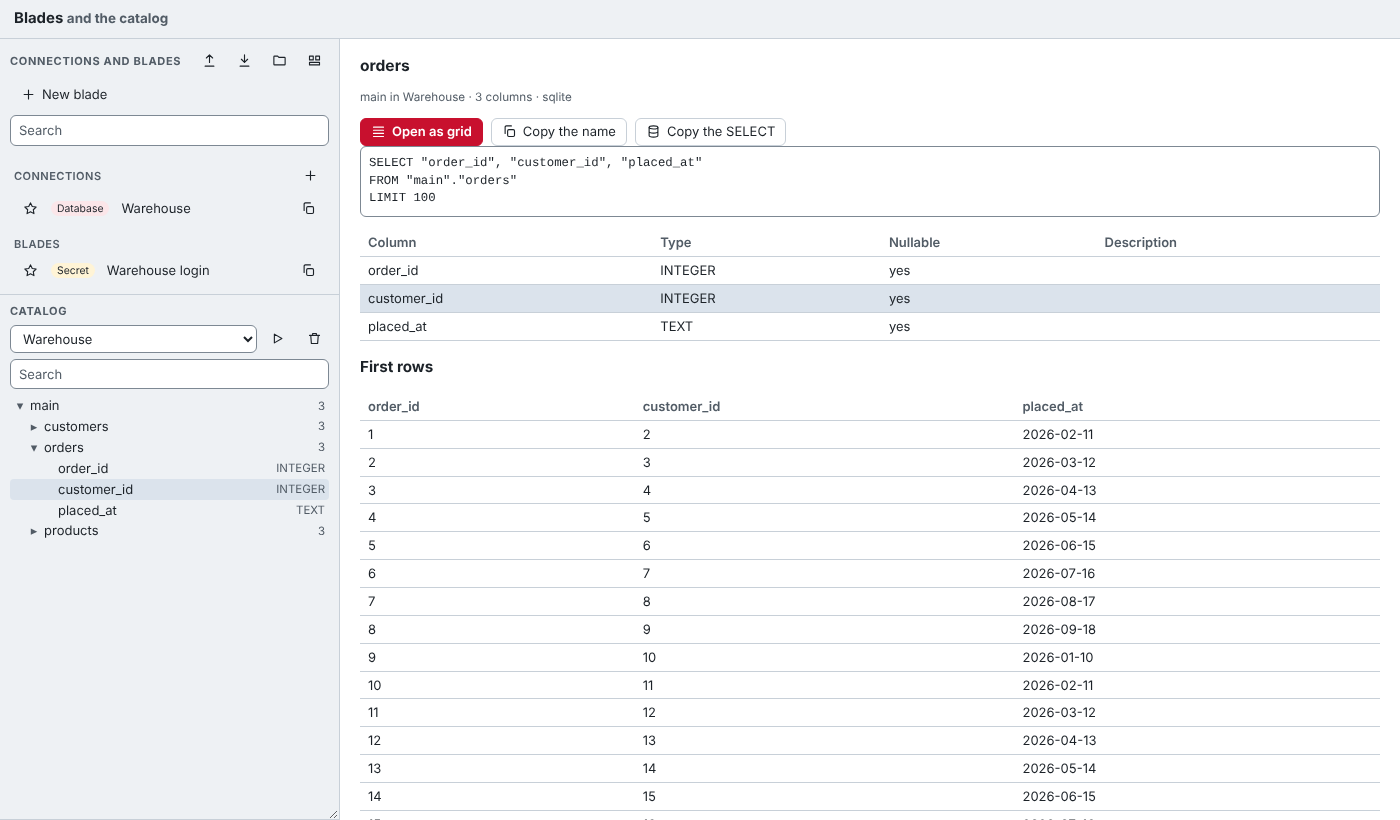 Blades and the catalog
CONNECTIONS AND BLADES
New blade
Search
CONNECTIONS
Database Warehouse
BLADES
Secret Warehouse login
CATALOG
Warehouse
Search
main 3
customers 3
orders 3
order_id INTEGER
customer_id INTEGER
placed_at TEXT
products 3
orders
main in Warehouse · 3 columns · sqlite
Open as grid Copy the name Copy the SELECT
SELECT "order_id", "customer_id", "placed_at"
FROM "main"."orders"
LIMIT 100
Column Type Nullable Description
order_id INTEGER yes
customer_id INTEGER yes
placed_at TEXT yes
First rows
order_id customer_id placed_at
1 2 2026-02-11
2 3 2026-03-12
3 4 2026-04-13
4 5 2026-05-14
5 6 2026-06-15
6 7 2026-07-16
7 8 2026-08-17
8 9 2026-09-18
9 10 2026-01-10
10 11 2026-02-11
11 12 2026-03-12
12 13 2026-04-13
13 14 2026-05-14
14 15 2026-06-15